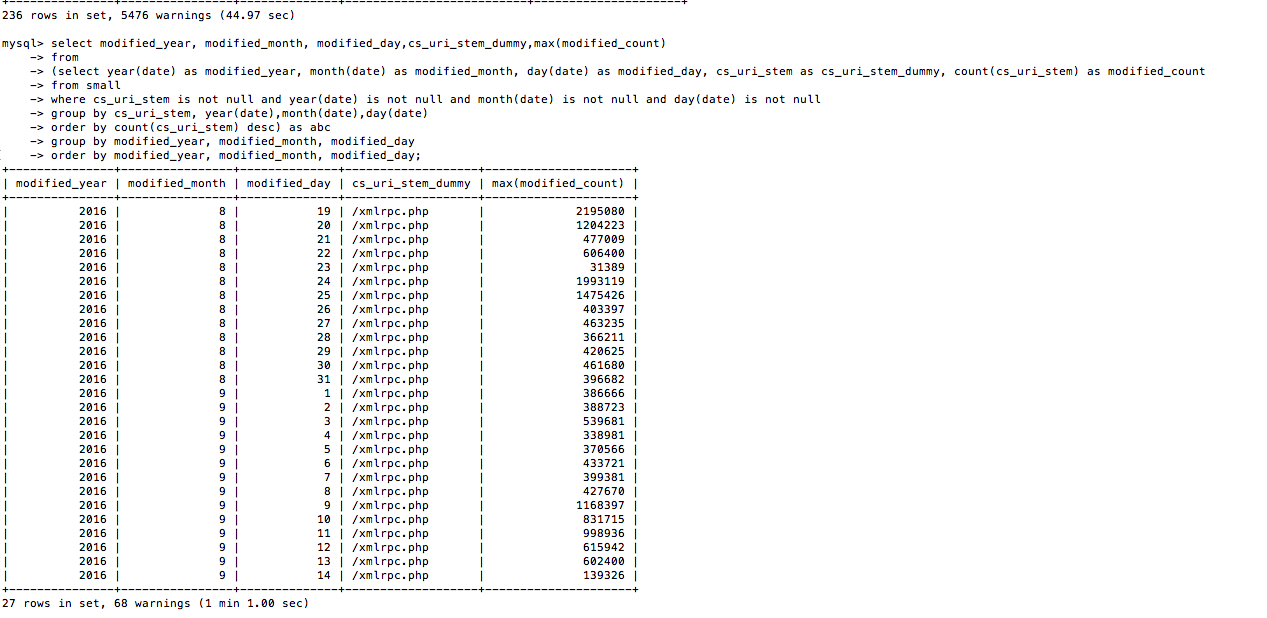 236 rows in set, 5476 warnings (44.97 sec)
mysql> select modified_year, modified_month, modified_day,cs_uri_stem_dummy,max(modified_count)
-> from
-> (select year(date) as modified_year, month(date) as modified_month, day(date) as modified_day, cs_uri_stem as cs_uri_stem_dummy, count(cs_uri_stem) as modified_count
-> from small
-> where cs_uri_stem is not null and year(date) is not null and month(date) is not null and day(date) is not null
-> group by cs_uri_stem, year(date),month(date),day(date)
-> order by count(cs_uri_stem) desc) as abc
-> group by modified_year, modified_month, modified_day
-> order by modified_year, modified_month, modified_day;
| modified_year | modified_month | modified_day | cs_uri_stem_dummy | max(modified_count) |
| 2016 | 8 | 19 | /xmlrpc.php | 2195080 |
| 2016 | 8 | 20 | /xmlrpc.php | 1204223 |
| 2016 | 8 | 21 | /xmlrpc.php | 477009 |
| 2016 | 8 | 22 | /xmlrpc.php | 606400 |
| 2016 | 8 | 23 | /xmlrpc.php | 31389 |
| 2016 | 8 | 24 | /xmlrpc.php | 1993119 |
| 2016 | 8 | 25 | /xmlrpc.php | 1475426 |
| 2016 | 8 | 26 | /xmlrpc.php | 403397 |
| 2016 | 8 | 27 | /xmlrpc.php | 463235 |
| 2016 | 8 | 28 | /xmlrpc.php | 366211 |
| 2016 | 8 | 29 | /xmlrpc.php | 420625 |
| 2016 | 8 | 30 | /xmlrpc.php | 461680 |
| 2016 | 8 | 31 | /xmlrpc.php | 396682 |
| 2016 | 9 | 1 | /xmlrpc.php | 386666 |
| 2016 | 9 | 2 | /xmlrpc.php | 388723 |
| 2016 | 9 | 3 | /xmlrpc.php | 539681 |
| 2016 | 9 | 4 | /xmlrpc.php | 338981 |
| 2016 | 9 | 5 | /xmlrpc.php | 370566 |
| 2016 | 9 | 6 | /xmlrpc.php | 433721 |
| 2016 | 9 | 7 | /xmlrpc.php | 399381 |
| 2016 | 9 | 8 | /xmlrpc.php | 427670 |
| 2016 | 9 | 9 | /xmlrpc.php | 1168397 |
| 2016 | 9 | 10 | /xmlrpc.php | 831715 |
| 2016 | 9 | 11 | /xmlrpc.php | 998936 |
| 2016 | 9 | 12 | /xmlrpc.php | 615942 |
| 2016 | 9 | 13 | /xmlrpc.php | 602400 |
| 2016 | 9 | 14 | /xmlrpc.php | 139326 |
27 rows in set, 68 warnings (1 min 1.00 sec)